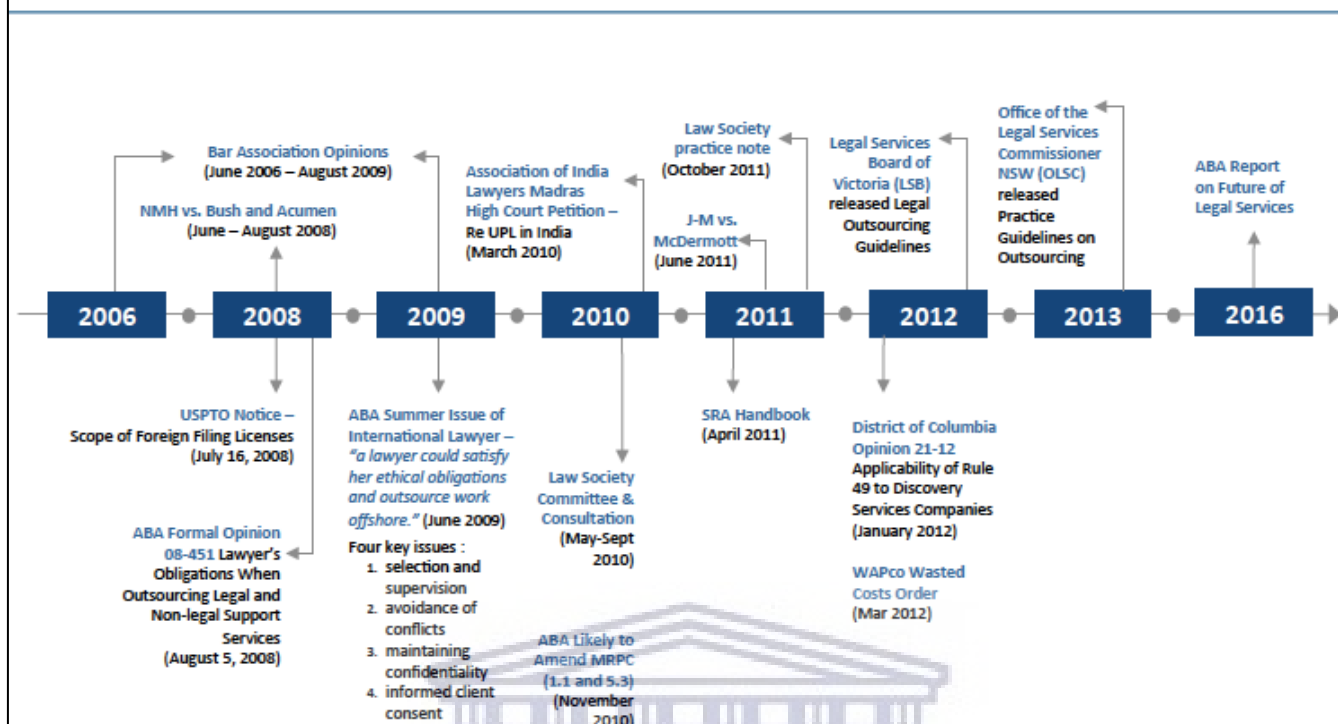 Bar Association Opinions
(June 2006 – August 2009)
NMH vs. Bush and Acumen
(June – August 2008)
Association of India
Lawyers Madras
High Court Petition –
Re UPL in India
(March 2010)
Law Society
practice note
(October 2011)
J-M vs.
McDermott
(June 2011)
Legal Services
Board of
Victoria (LSB)
released Legal
Outsourcing
Guidelines
Office of the
Legal Services
Commissioner
NSW (OLSC)
released
Practice
Guidelines on
Outsourcing
ABA Report
on Future of
Legal Services
2006
2008
2009
2010
2011
2012
2013
2016
USPTO Notice –
Scope of Foreign Filing Licenses
(July 16, 2008)
ABA Formal Opinion
08-451 Lawyer's
Obligations When
Outsourcing Legal and
Non-legal Support
Services
(August 5, 2008)
ABA Summer Issue of
International Lawyer –
"a lawyer could satisfy
her ethical obligations
and outsource work
offshore." (June 2009)
Four key issues :
1. selection and
supervision
2. avoidance of
conflicts
3. maintaining
confidentiality
4. informed client
consent
Law Society
Committee &
Consultation
(May-Sept
2010)
ABA Likely to
Amend MRPC
(1.1 and 5.3)
(November
2010)
SRA Handbook
(April 2011)
District of Columbia
Opinion 21-12
Applicability of Rule
49 to Discovery
Services Companies
(January 2012)
WAPco Wasted
Costs Order
(Mar 2012)